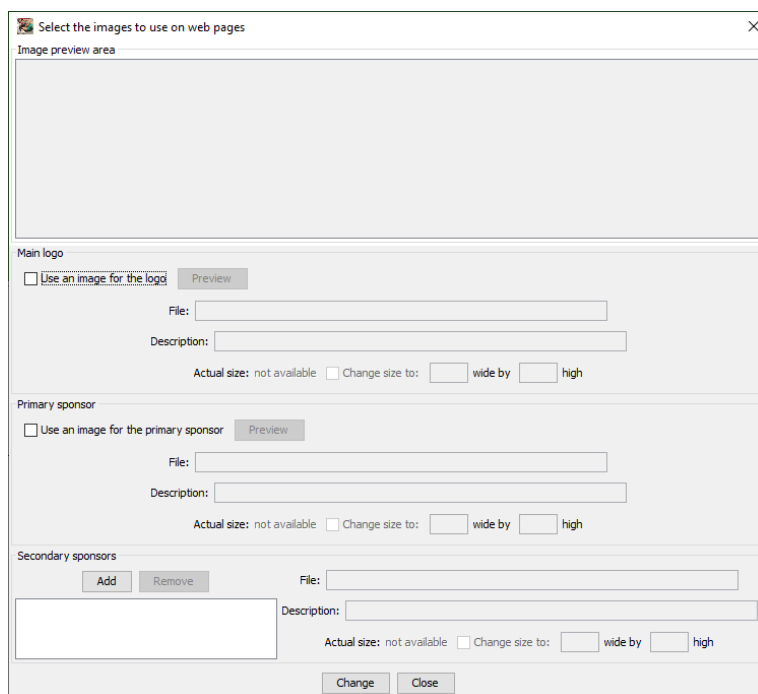 Select the images to use on web pages
Image preview area
Main logo
Use an image for the logo Preview
File:
Description:
Actual size: not available Change size to: wide by high
Primary sponsor
Use an image for the primary sponsor Preview
File:
Description:
Actual size: not available Change size to: wide by high
Secondary sponsors
Add Remove File:
Description:
Actual size: not available Change size to: wide by high
Change Close